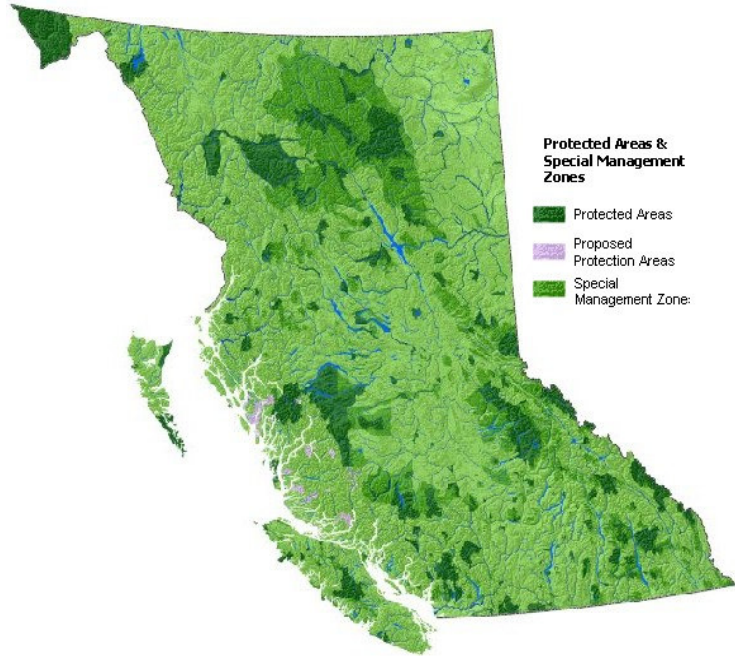 Protected Areas &
Special Management
Zones
Protected Areas
Proposed
Protection Areas
Special
Management Zone: